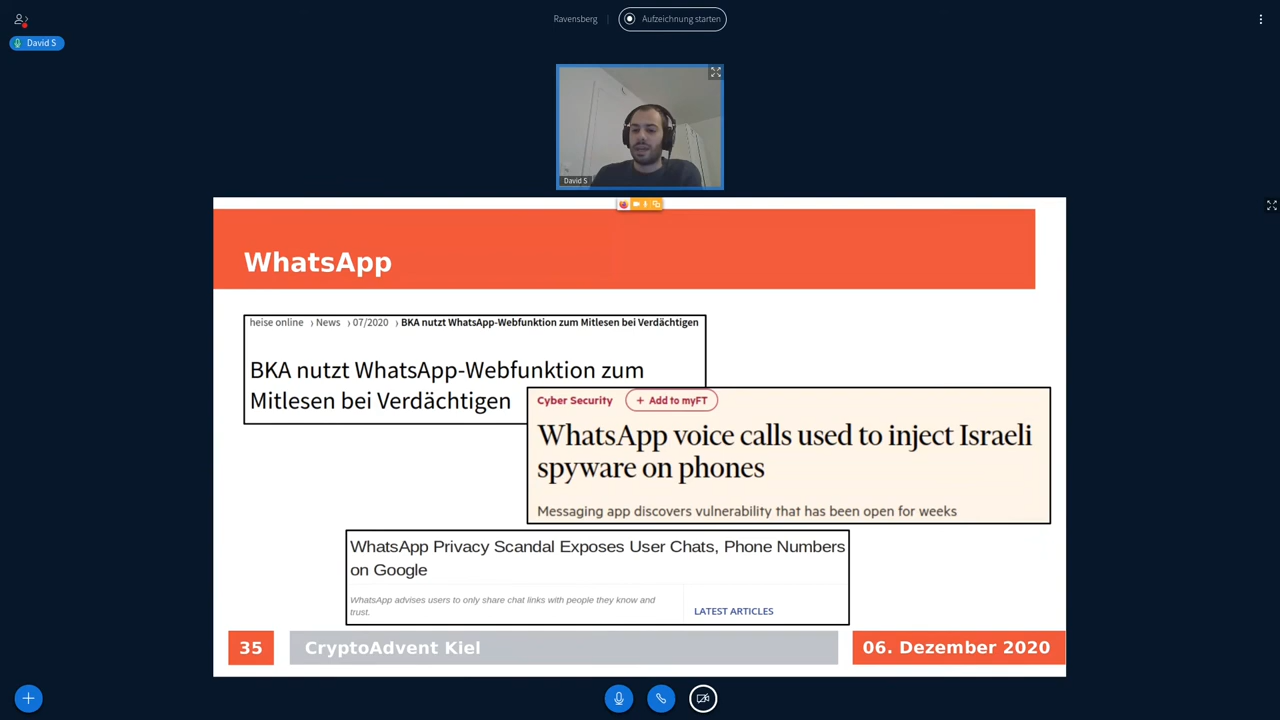 Ravensberg
Aufzeichnung starten
David S
David S
WhatsApp
heise online › News › 07/2020 › BKA nutzt WhatsApp-Webfunktion zum Mitlesen bei Verdächtigen
BKA nutzt WhatsApp-Webfunktion zum
Mitlesen bei Verdächtigen
Cyber Security + Add to myFT
WhatsApp voice calls used to inject Israeli
spyware on phones
Messaging app discovers vulnerability that has been open for weeks
WhatsApp Privacy Scandal Exposes User Chats, Phone Numbers
on Google
WhatsApp advises users to only share chat links with people they know and
trust.
LATEST ARTICLES
35 CryptoAdvent Kiel 06. Dezember 2020